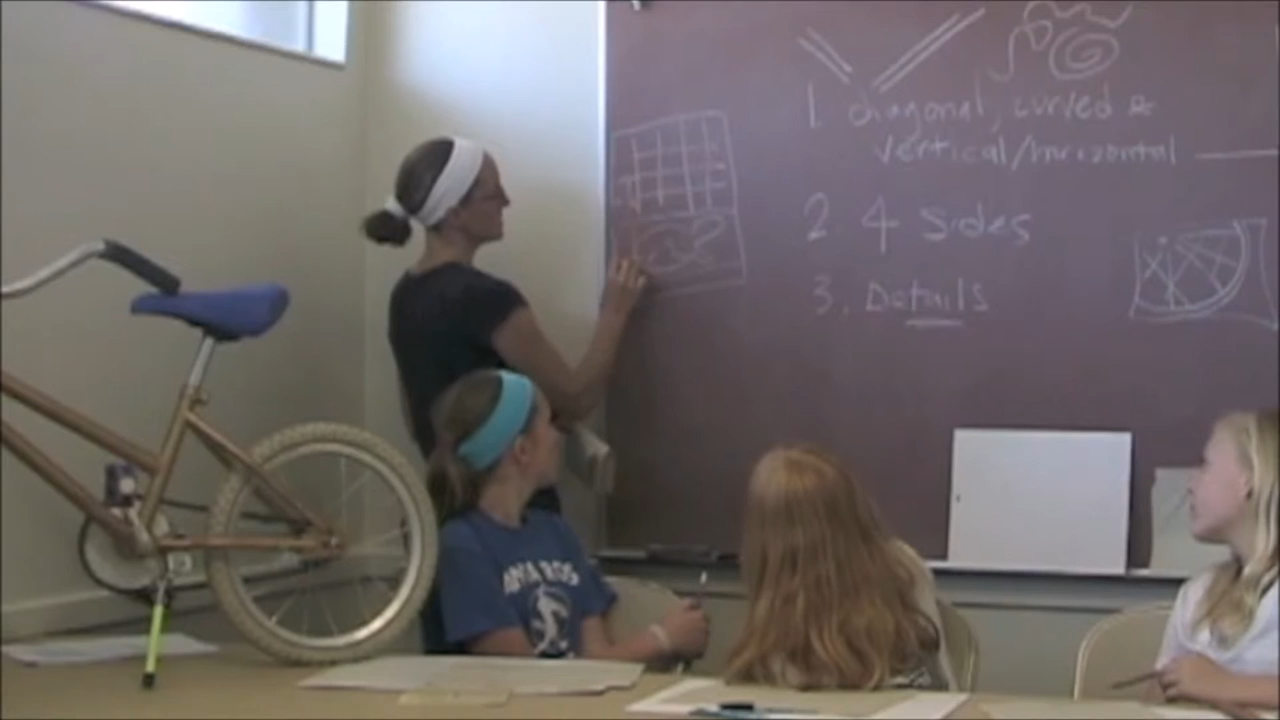 1. diagonal, curved &
vertical/horizontal
2. 4 Sides
3. Details